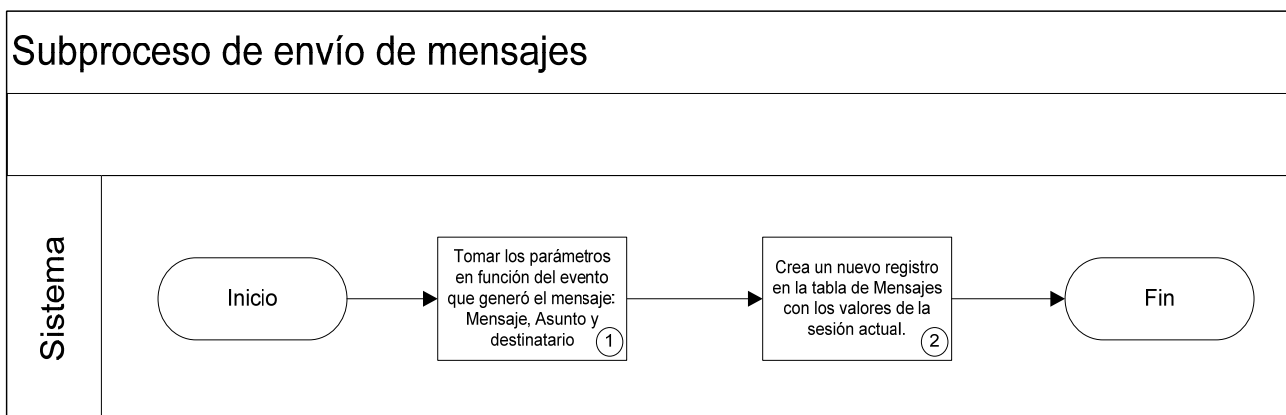 Subproceso de envío de mensajes
Sistema
Inicio
Tomar los parámetros
en función del evento
que generó el mensaje:
Mensaje, Asunto y
destinatario
1
Crea un nuevo registro
en la tabla de Mensajes
con los valores de la
sesión actual.
2
Fin